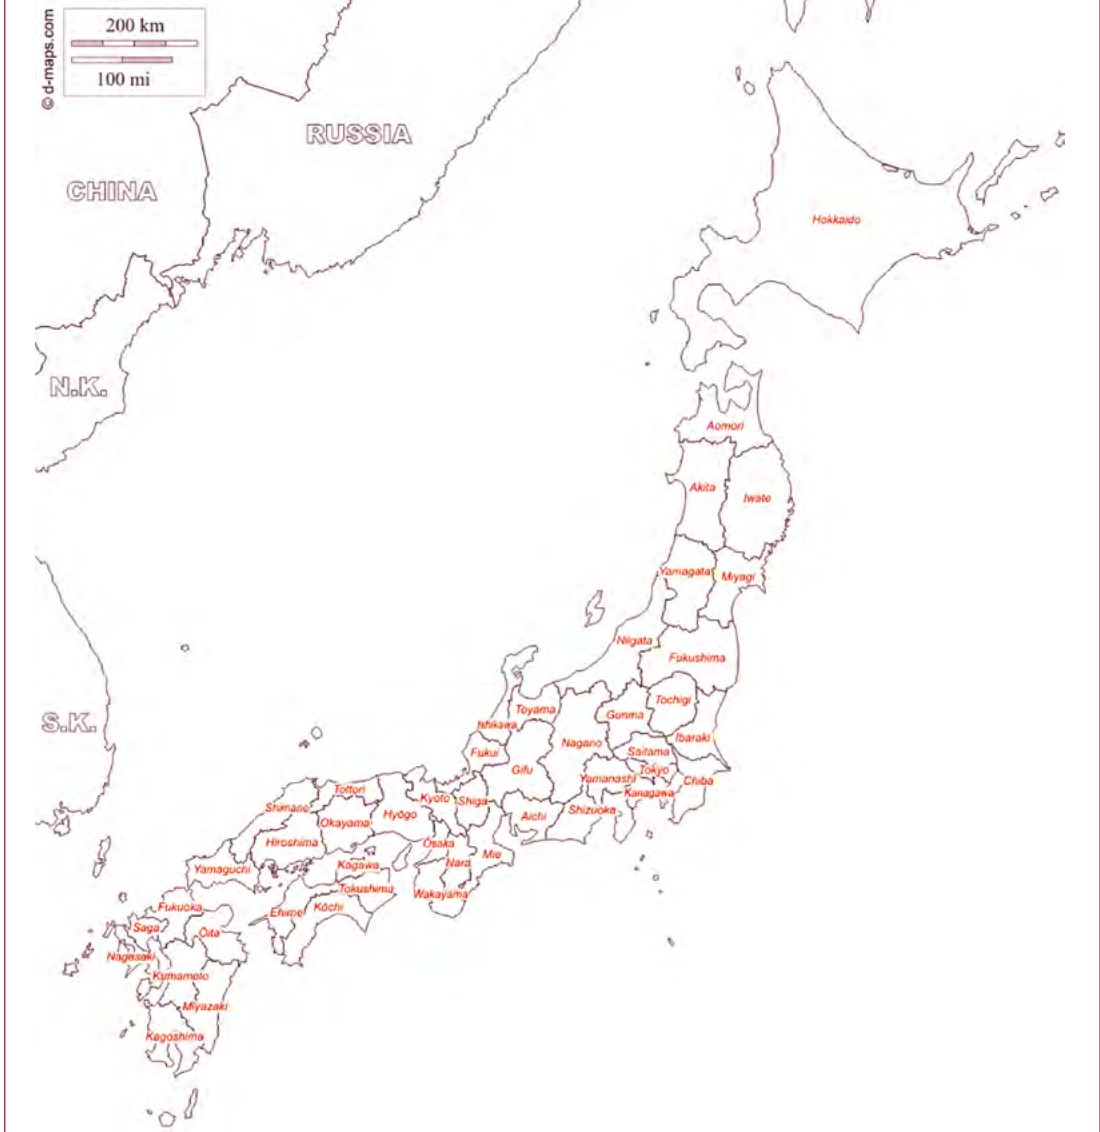 200 km
100 mi
© d-maps.com
RUSSIA
CHINA
Hokkaido
N.K.
Aomori
Akita
Iwate
Yamagata
Miyagi
Niigata
Fukushima
S.K.
Toyama
Tochigi
Ishikawa
Gunma
Ibaraki
Fukui
Nagano
Saitama
Gifu
Tokyo
Yamanashi
Chiba
Kanagawa
Tottori
Kyoto
Shiga
Shimane
Hyōgo
Aichi
Shizuoka
Okayama
Hiroshima
Ōsaka
Mie
Nara
Yamaguchi
Kagawa
Tokushima
Wakayama
Fukuoka
Ehime
Kōchi
Saga
Ōita
Nagasaki
Kumamoto
Miyazaki
Kagoshima